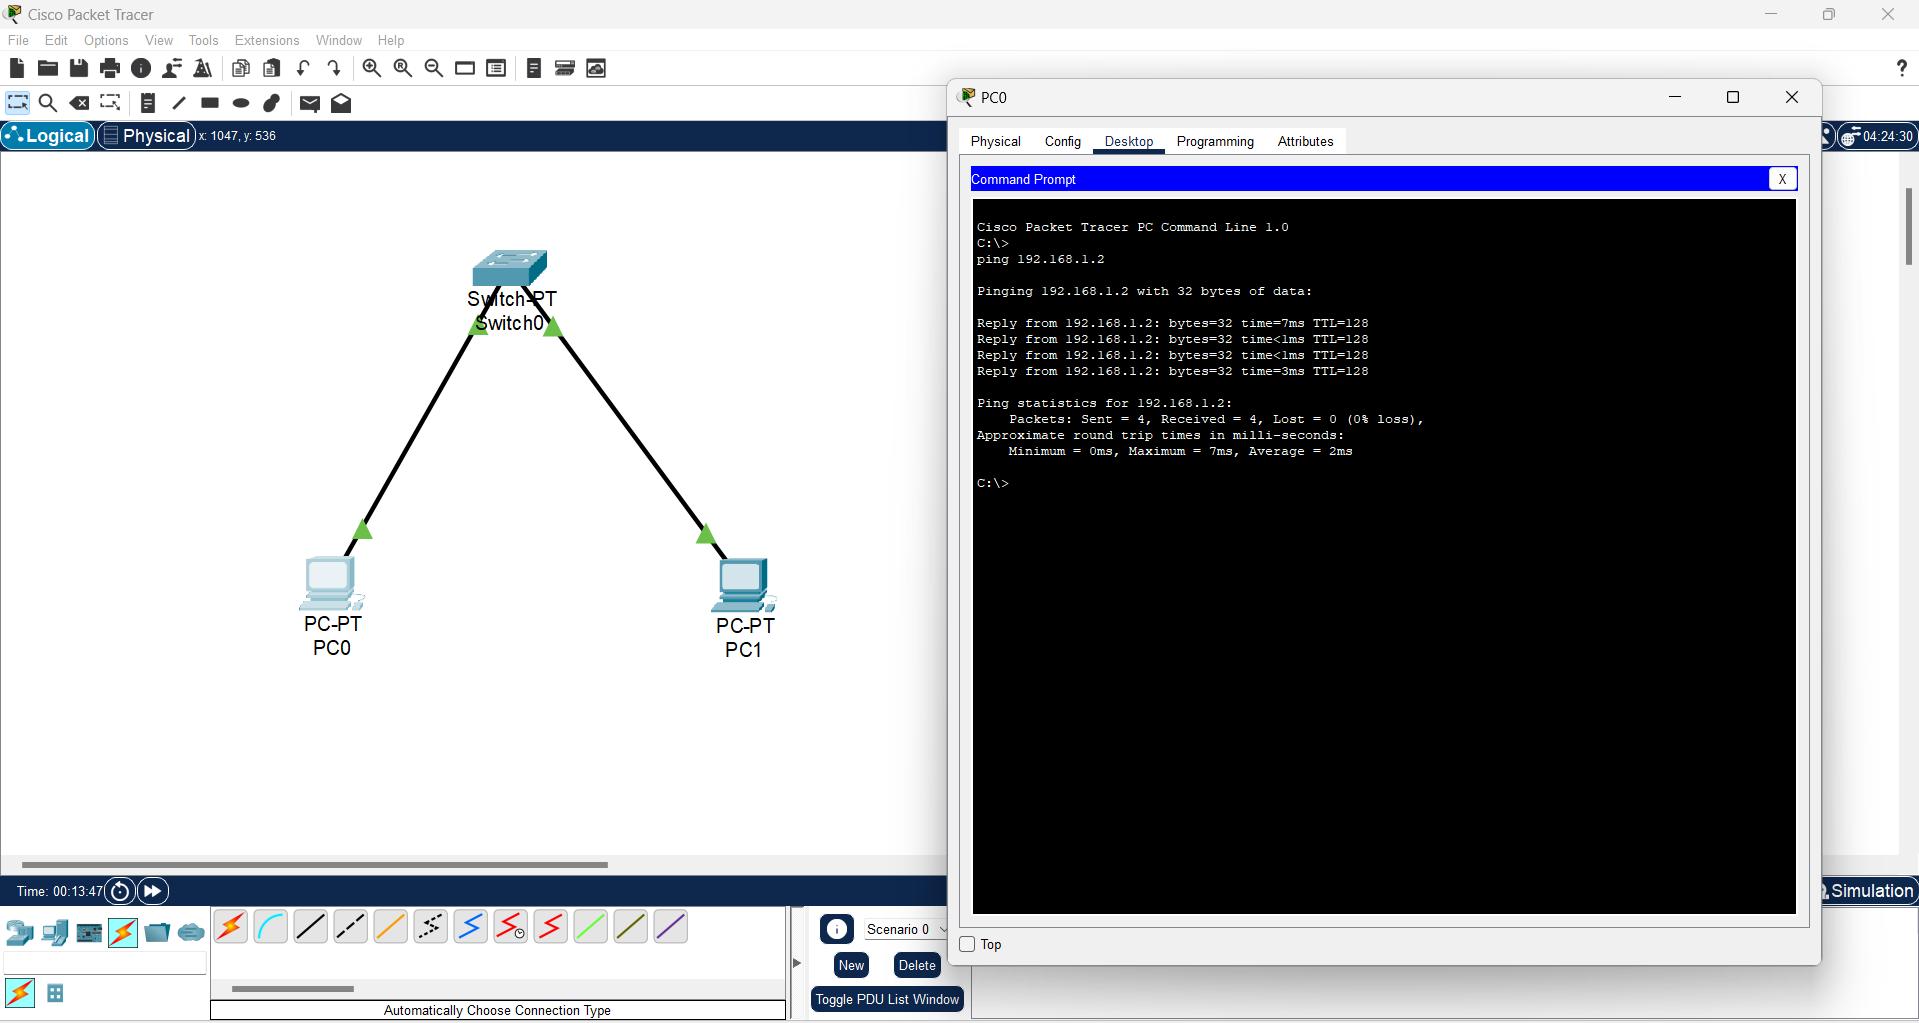 Cisco Packet Tracer
File Edit Options View Tools Extensions Window Help
?
Logical Physical x: 1047, y: 536
04:24:30
Switch-PT
Switch0
PC-PT
PC0
PC-PT
PC1
PC0
Physical Config Desktop Programming Attributes
Command Prompt X
Cisco Packet Tracer PC Command Line 1.0
C:\>
ping 192.168.1.2
Pinging 192.168.1.2 with 32 bytes of data:
Reply from 192.168.1.2: bytes=32 time=7ms TTL=128
Reply from 192.168.1.2: bytes=32 time<1ms TTL=128
Reply from 192.168.1.2: bytes=32 time<1ms TTL=128
Reply from 192.168.1.2: bytes=32 time=3ms TTL=128
Ping statistics for 192.168.1.2:
Packets: Sent = 4, Received = 4, Lost = 0 (0% loss),
Approximate round trip times in milli-seconds:
Minimum = 0ms, Maximum = 7ms, Average = 2ms
C:\>
Top
Time: 00:13:47
Simulation
Scenario 0
New Delete
Toggle PDU List Window
Automatically Choose Connection Type